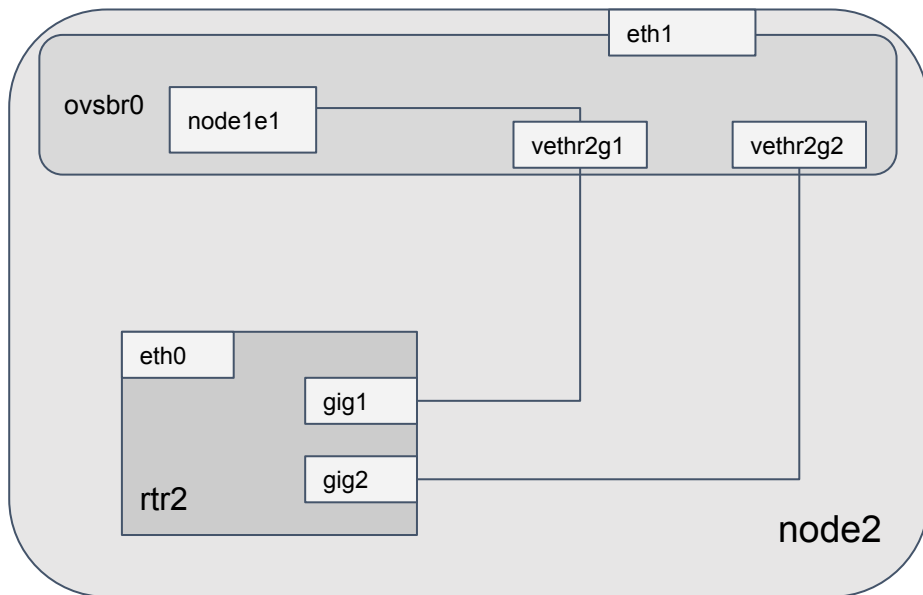 eth1
ovsbr0
node1e1
vethr2g1
vethr2g2
eth0
gig1
gig2
rtr2
node2